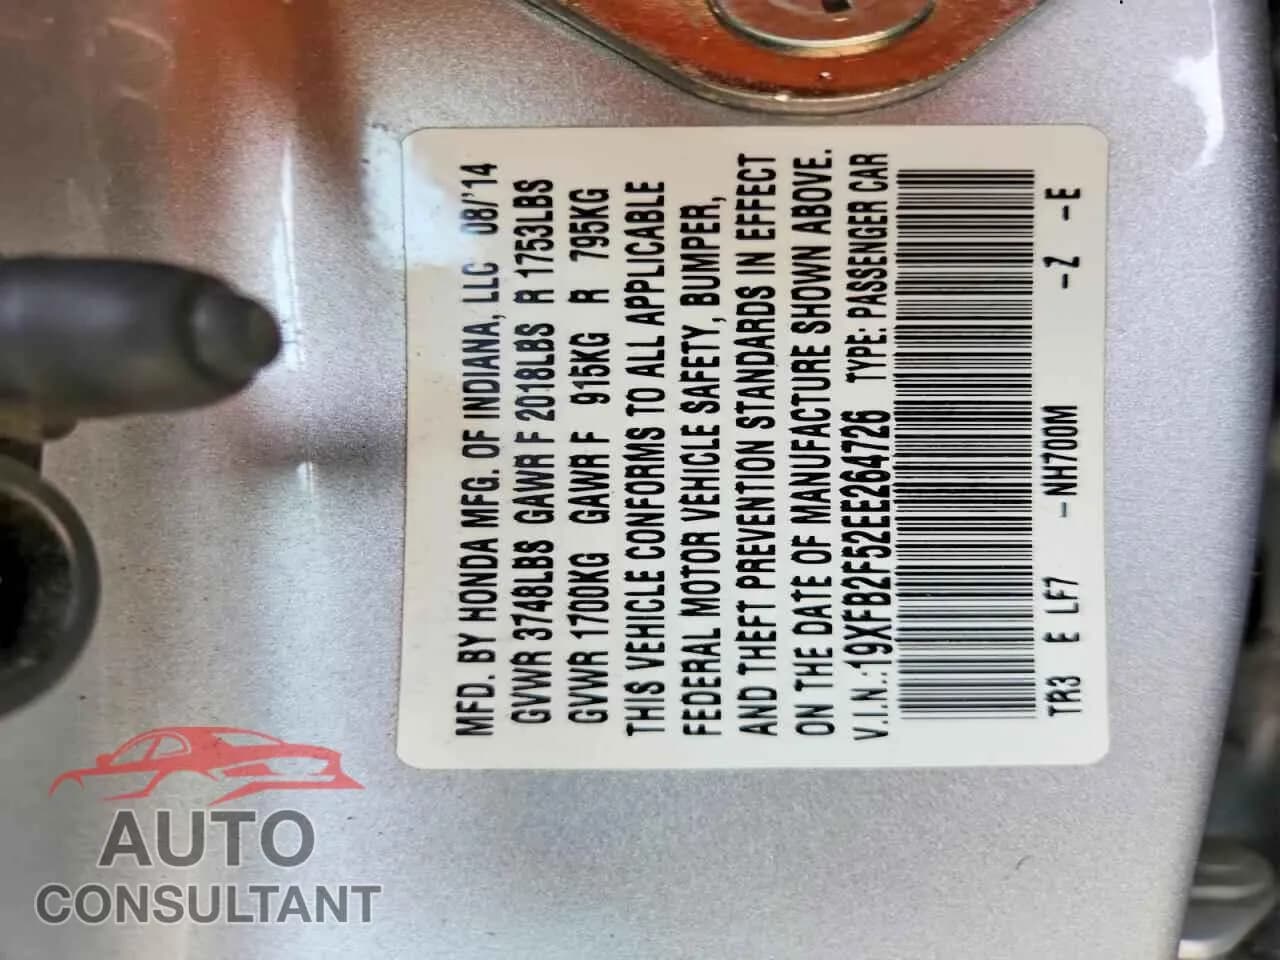 MFD. BY HONDA MFG. OF INDIANA, LLC 08/'14
GVWR 3748LBS GAWR F 2018LBS R 1753LBS
GVWR 1700KG GAWR F 915KG R 795KG
THIS VEHICLE CONFORMS TO ALL APPLICABLE
FEDERAL MOTOR VEHICLE SAFETY, BUMPER,
AND THEFT PREVENTION STANDARDS IN EFFECT
ON THE DATE OF MANUFACTURE SHOWN ABOVE.
V.I.N.:19XFB2F52EE264726 TYPE: PASSENGER CAR
TR3 E LF7 -NH700M -Z -E
AUTO
CONSULTANT